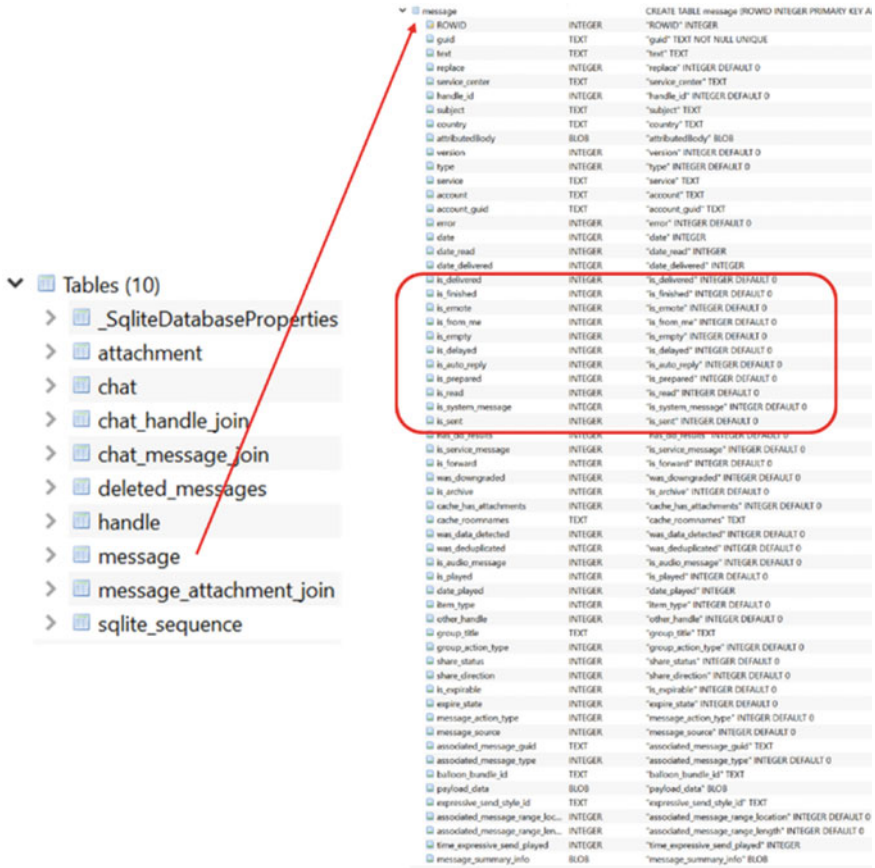 Tables (10)
_SqliteDatabaseProperties
attachment
chat
chat_handle_join
chat_message_join
deleted_messages
handle
message
message_attachment_join
sqlite_sequence
message CREATE TABLE message (ROWID INTEGER PRIMARY KEY
ROWID INTEGER "ROWID" INTEGER
guid TEXT "guid" TEXT NOT NULL UNIQUE
text TEXT "text" TEXT
replace INTEGER "replace" INTEGER DEFAULT 0
service_center TEXT "service_center" TEXT
handle_id INTEGER "handle_id" INTEGER DEFAULT 0
subject TEXT "subject" TEXT
country TEXT "country" TEXT
attributedBody BLOB "attributedBody" BLOB
version INTEGER "version" INTEGER DEFAULT 0
type INTEGER "type" INTEGER DEFAULT 0
service TEXT "service" TEXT
account TEXT "account" TEXT
account_guid TEXT "account_guid" TEXT
error INTEGER "error" INTEGER DEFAULT 0
date INTEGER "date" INTEGER
date_read INTEGER "date_read" INTEGER
date_delivered INTEGER "date_delivered" INTEGER
is_delivered INTEGER "is_delivered" INTEGER DEFAULT 0
is_finished INTEGER "is_finished" INTEGER DEFAULT 0
is_emote INTEGER "is_emote" INTEGER DEFAULT 0
is_from_me INTEGER "is_from_me" INTEGER DEFAULT 0
is_empty INTEGER "is_empty" INTEGER DEFAULT 0
is_delayed INTEGER "is_delayed" INTEGER DEFAULT 0
is_auto_reply INTEGER "is_auto_reply" INTEGER DEFAULT 0
is_prepared INTEGER "is_prepared" INTEGER DEFAULT 0
is_read INTEGER "is_read" INTEGER DEFAULT 0
is_system_message INTEGER "is_system_message" INTEGER DEFAULT 0
is_sent INTEGER "is_sent" INTEGER DEFAULT 0
has_dd_results INTEGER "has_dd_results" INTEGER DEFAULT 0
is_service_message INTEGER "is_service_message" INTEGER DEFAULT 0
is_forward INTEGER "is_forward" INTEGER DEFAULT 0
was_downgraded INTEGER "was_downgraded" INTEGER DEFAULT 0
is_archive INTEGER "is_archive" INTEGER DEFAULT 0
cache_has_attachments INTEGER "cache_has_attachments" INTEGER DEFAULT 0
cache_roomnames TEXT "cache_roomnames" TEXT
was_data_detected INTEGER "was_data_detected" INTEGER DEFAULT 0
was_deduplicated INTEGER "was_deduplicated" INTEGER DEFAULT 0
is_audio_message INTEGER "is_audio_message" INTEGER DEFAULT 0
is_played INTEGER "is_played" INTEGER DEFAULT 0
date_played INTEGER "date_played" INTEGER
item_type INTEGER "item_type" INTEGER DEFAULT 0
other_handle INTEGER "other_handle" INTEGER DEFAULT 0
group_title TEXT "group_title" TEXT
group_action_type INTEGER "group_action_type" INTEGER DEFAULT 0
share_status INTEGER "share_status" INTEGER DEFAULT 0
share_direction INTEGER "share_direction" INTEGER DEFAULT 0
is_expirable INTEGER "is_expirable" INTEGER DEFAULT 0
expire_state INTEGER "expire_state" INTEGER DEFAULT 0
message_action_type INTEGER "message_action_type" INTEGER DEFAULT 0
message_source INTEGER "message_source" INTEGER DEFAULT 0
associated_message_guid TEXT "associated_message_guid" TEXT
associated_message_type INTEGER "associated_message_type" INTEGER DEFAULT 0
balloon_bundle_id TEXT "balloon_bundle_id" TEXT
payload_data BLOB "payload_data" BLOB
expressive_send_style_id TEXT "expressive_send_style_id" TEXT
associated_message_range_loc... INTEGER "associated_message_range_location" INTEGER DEFAULT 0
associated_message_range_len... INTEGER "associated_message_range_length" INTEGER DEFAULT 0
time_expressive_send_played INTEGER "time_expressive_send_played" INTEGER
message_summary_info BLOB "message_summary_info" BLOB